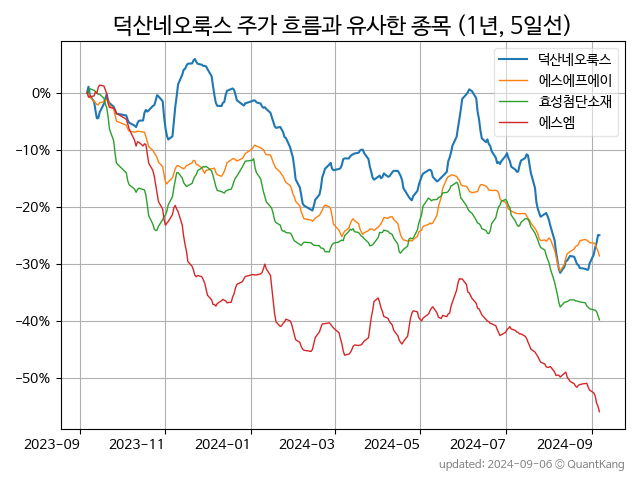 덕산네오룩스 주가 흐름과 유사한 종목 (1년, 5일선)
덕산네오룩스
에스에프에이
효성첨단소재
에스엠
0%
−10%
−20%
−30%
−40%
−50%
2023-09 2023-11 2024-01 2024-03 2024-05 2024-07 2024-09
updated: 2024-09-06 © QuantKang